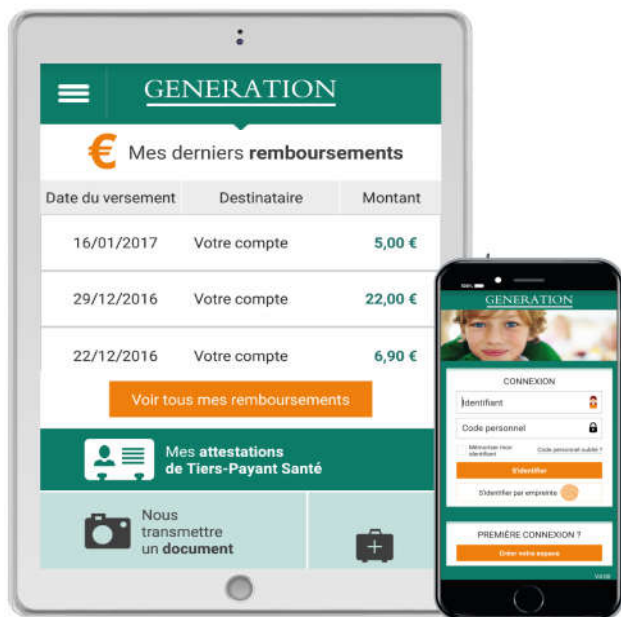 GENERATION
€ Mes derniers remboursements
Date du versement Destinataire Montant
16/01/2017 Votre compte 5,00 €
29/12/2016 Votre compte 22,00 €
22/12/2016 Votre compte 6,90 €
Voir tous mes remboursements
Mes attestations
de Tiers-Payant Santé
Nous
transmettre
un document
GENERATION
CONNEXION
Identifiant
Code personnel
Mémoriser mon
identifiant
Code personnel oublié ?
S'identifier
S'identifier par empreinte
PREMIÈRE CONNEXION ?
Créer votre espace